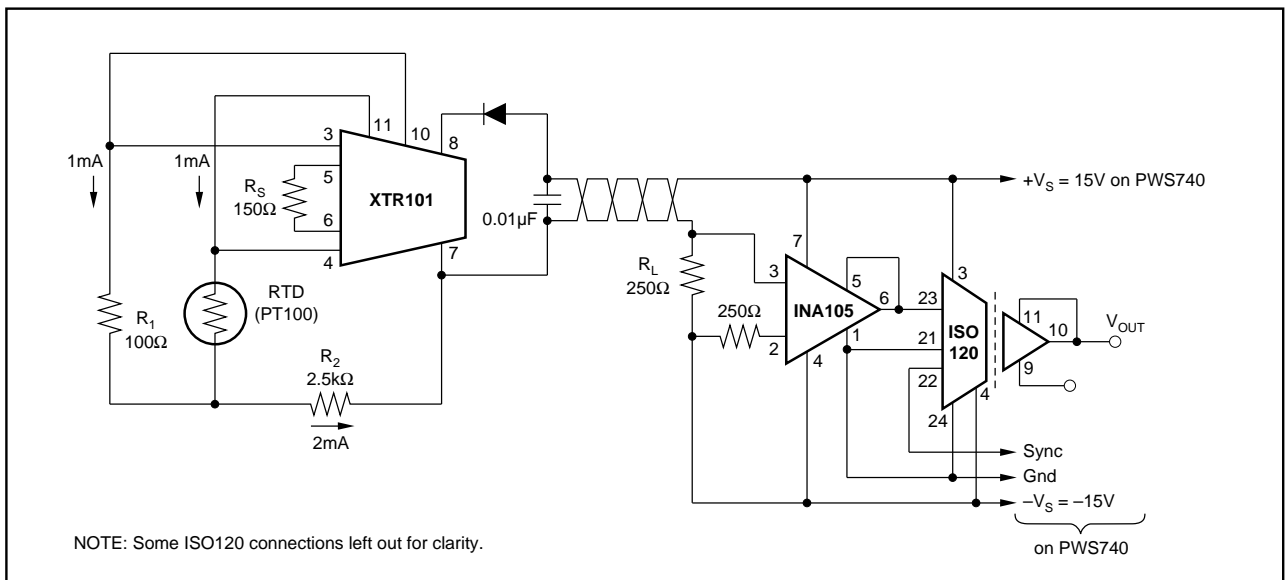 1mA
1mA
3
11
10
8
5
R_S
150Ω
6
XTR101
4
7
0.01µF
RTD
(PT100)
R_1
100Ω
R_2
2.5kΩ
2mA
+V_S = 15V on PWS740
R_L
250Ω
250Ω
7
3
5
6
INA105
2
1
4
3
23
21
22
ISO
120
24
4
11
10
9
V_OUT
Sync
Gnd
–V_S = –15V
on PWS740
NOTE: Some ISO120 connections left out for clarity.